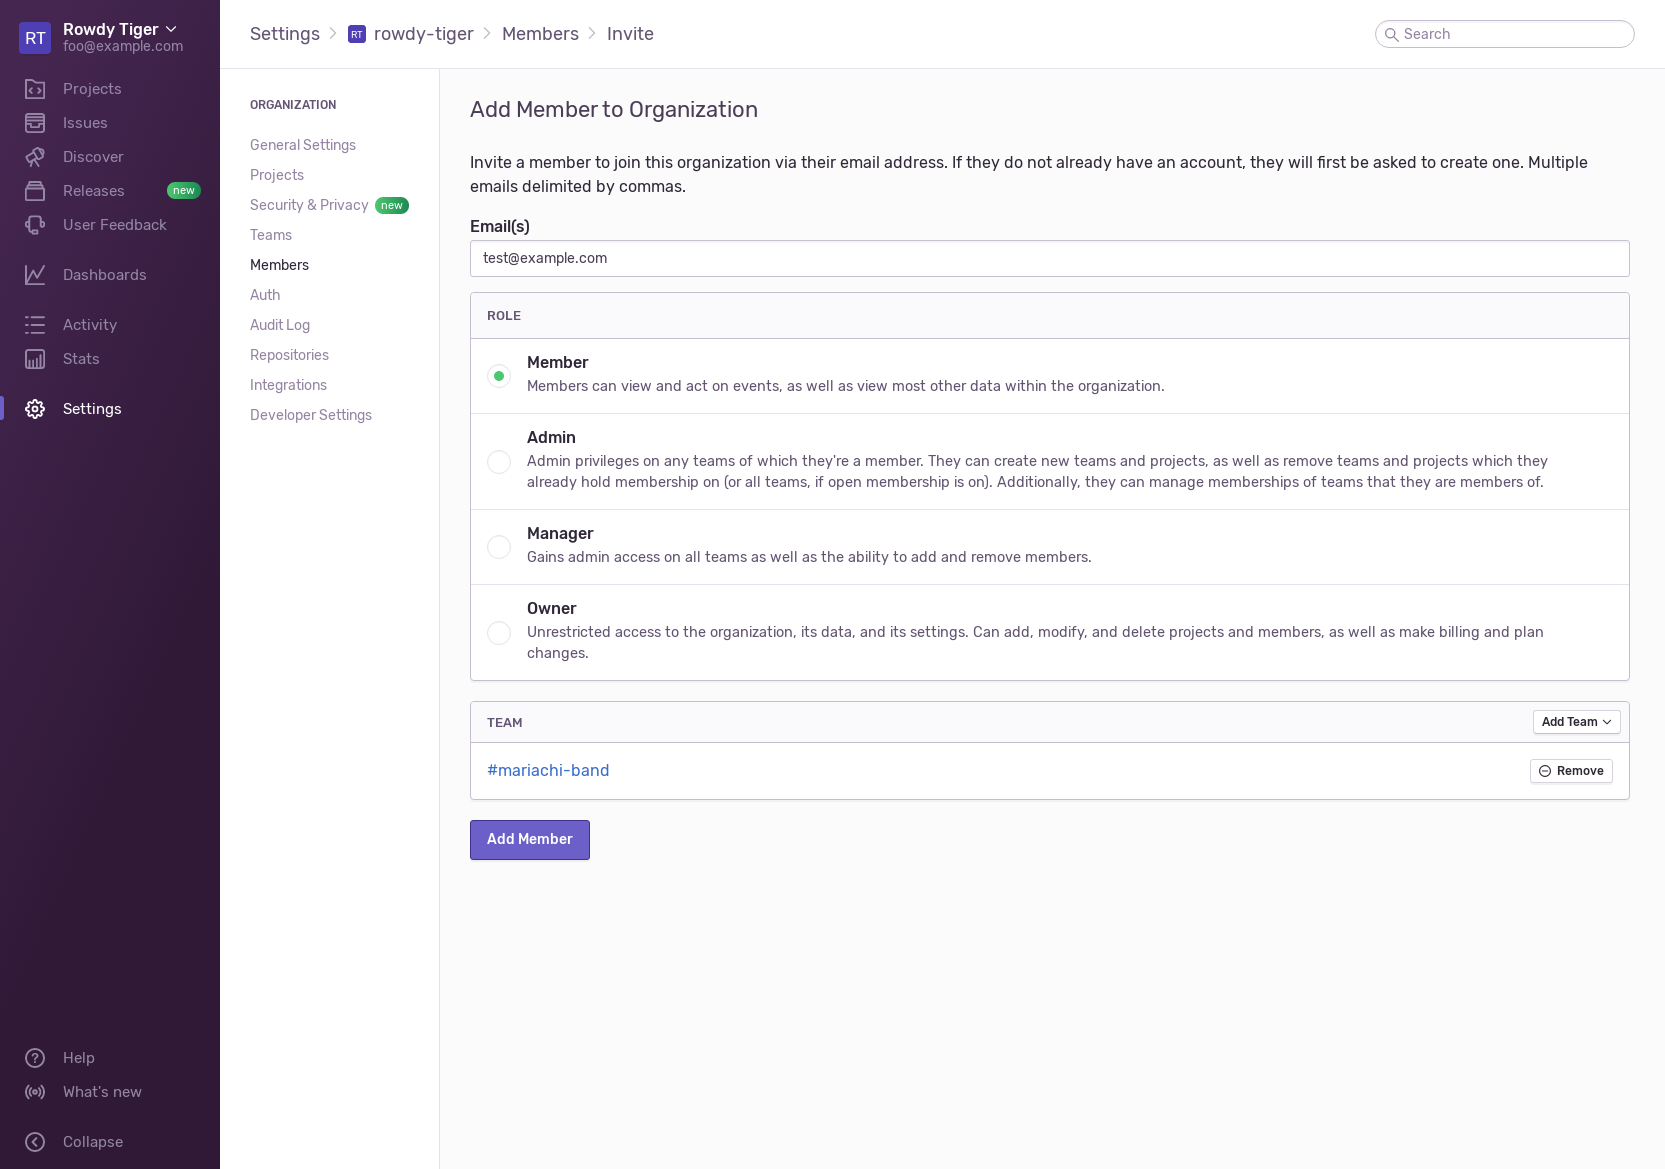 RT
Rowdy Tiger
foo@example.com
Projects
Issues
Discover
Releases new
User Feedback
Dashboards
Activity
Stats
Settings
Help
What's new
Collapse
Settings RT rowdy-tiger Members Invite
Search
ORGANIZATION
General Settings
Projects
Security & Privacy new
Teams
Members
Auth
Audit Log
Repositories
Integrations
Developer Settings
Add Member to Organization
Invite a member to join this organization via their email address. If they do not already have an account, they will first be asked to create one. Multiple
emails delimited by commas.
Email(s)
test@example.com
ROLE
Member
Members can view and act on events, as well as view most other data within the organization.
Admin
Admin privileges on any teams of which they're a member. They can create new teams and projects, as well as remove teams and projects which they
already hold membership on (or all teams, if open membership is on). Additionally, they can manage memberships of teams that they are members of.
Manager
Gains admin access on all teams as well as the ability to add and remove members.
Owner
Unrestricted access to the organization, its data, and its settings. Can add, modify, and delete projects and members, as well as make billing and plan
changes.
TEAM
Add Team
#mariachi-band
Remove
Add Member